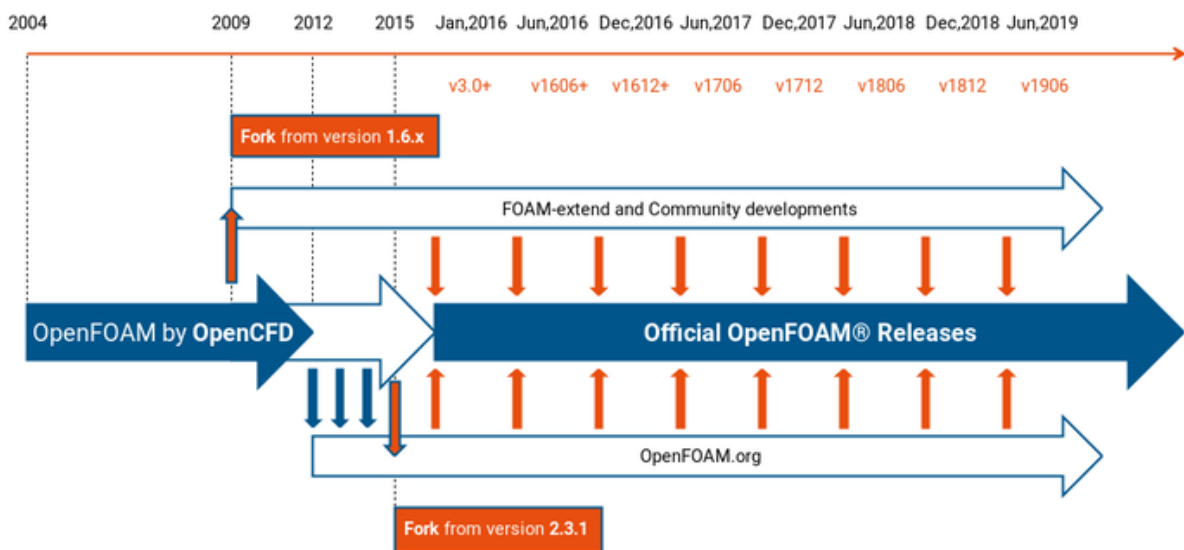 2004 2009 2012 2015 Jan,2016 Jun,2016 Dec,2016 Jun,2017 Dec,2017 Jun,2018 Dec,2018 Jun,2019
v3.0+ v1606+ v1612+ v1706 v1712 v1806 v1812 v1906
Fork from version 1.6.x
FOAM-extend and Community developments
OpenFOAM by OpenCFD Official OpenFOAM® Releases
OpenFOAM.org
Fork from version 2.3.1